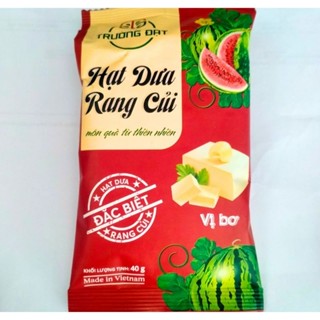 TRƯỜNG ĐẠT
Hạt Dưa
Rang Củi
món quà từ thiên nhiên
HẠT DƯA
ĐẶC BIỆT
RANG CỦI
Vị bơ
KHỐI LƯỢNG TỊNH: 40 g
Made in Vietnam